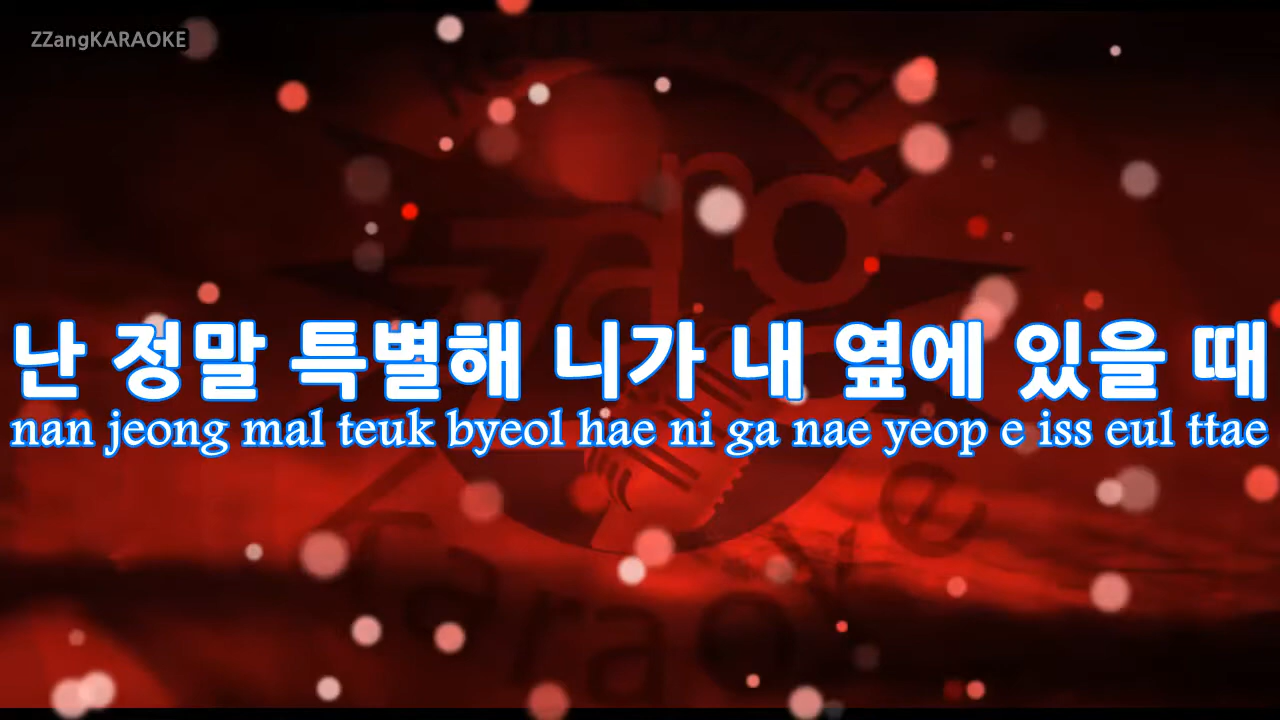 ZZangKARAOKE
난 정말 특별해 니가 내 옆에 있을 때
nan jeong mal teuk byeol hae ni ga nae yeop e iss eul ttae